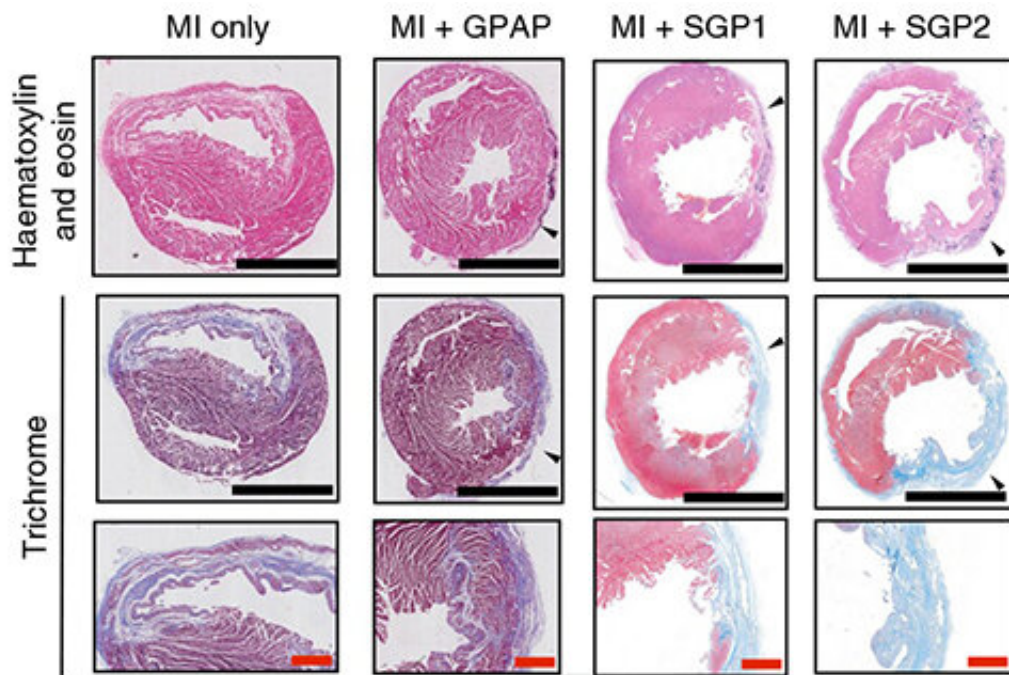 MI only
MI + GPAP
MI + SGP1
MI + SGP2
Haematoxylin
and eosin
Trichrome